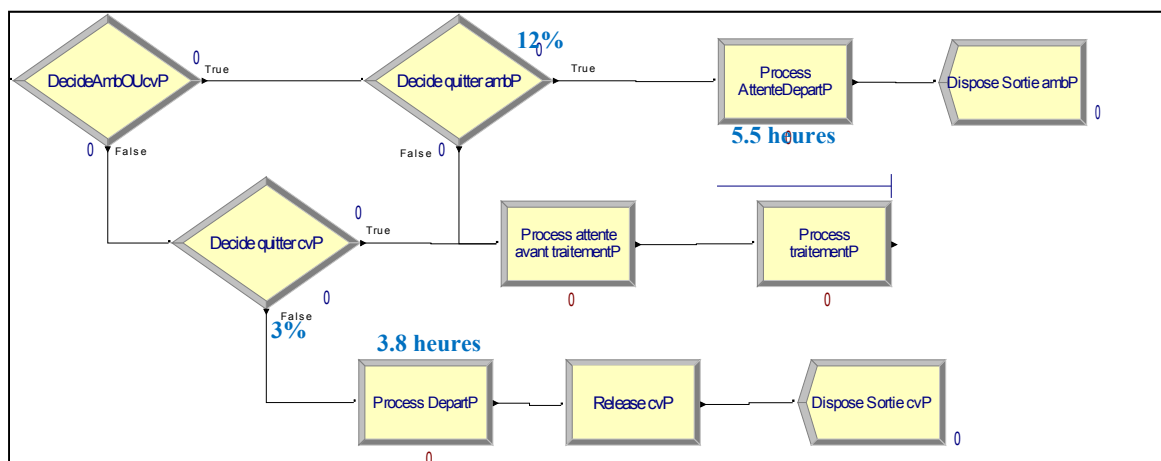 12%
0
0
DecideAmbOUcvP
True
Decide quitter ambP
True
Process
AttenteDepartP
Dispose Sortie ambP
0
0
False
0
False
0
5.5 heures
0
Decide quitter cvP
True
Process attente
avant traitementP
Process
traitementP
0
False
0
0
3%
3.8 heures
Process DepartP
Release cvP
Dispose Sortie cvP
0
0